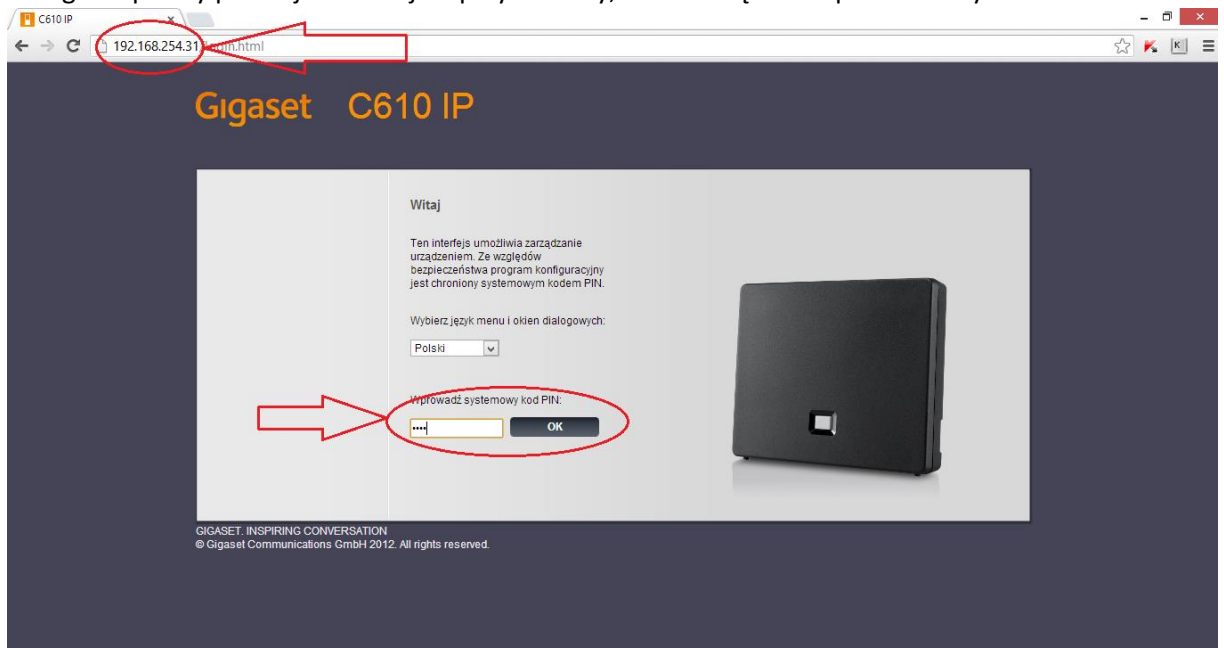 C610 IP
192.168.254.31
.html
Gigaset C610 IP
Witaj
Ten interfejs umożliwia zarządzanie
urządzeniem. Ze względów
bezpieczeństwa program konfiguracyjny
jest chroniony systemowym kodem PIN.
Wybierz język menu i okien dialogowych:
Polski
Wprowadź systemowy kod PIN:
OK
GIGASET. INSPIRING CONVERSATION
© Gigaset Communications GmbH 2012. All rights reserved.